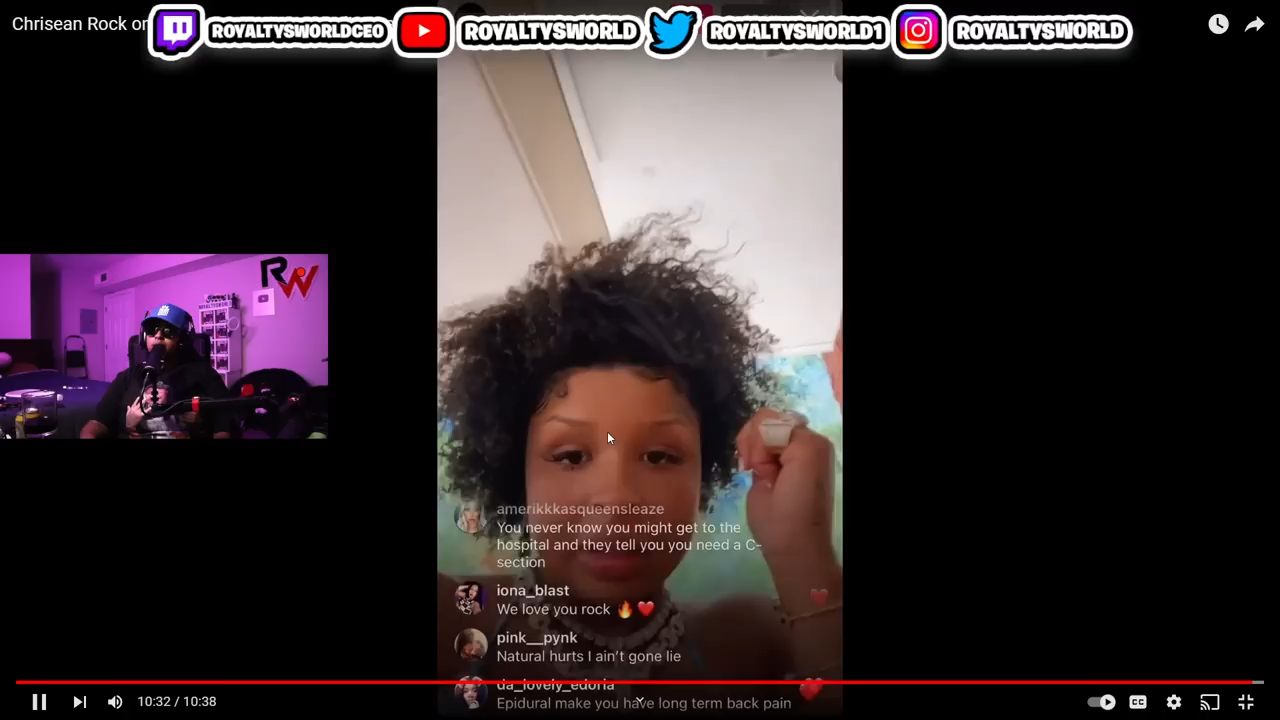 Chrisean Rock on
ROYALTYSWORLDCEO
ROYALTYSWORLD
ROYALTYSWORLD1
ROYALTYSWORLD
RW
amerikkkasqueensleaze
You never know you might get to the
hospital and they tell you you need a C-
section
iona_blast
We love you rock 🔥❤️
pink__pynk
Natural hurts I ain't gone lie
da_lovely_edoria
Epidural make you have long term back pain
10:32 / 10:38
CC